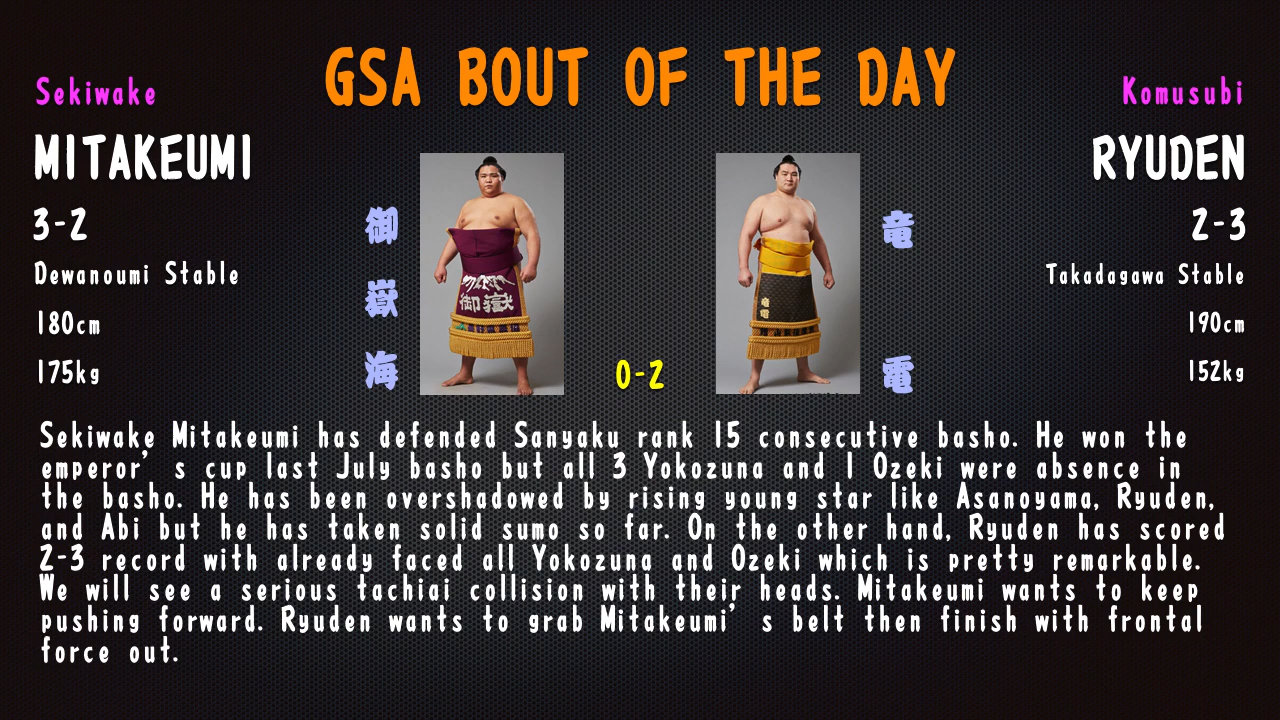 GSA BOUT OF THE DAY
Sekiwake
MITAKEUMI
3-2
Dewanoumi Stable
180cm
175kg
御嶽海
御嶽
0-2
Komusubi
RYUDEN
2-3
Takadagawa Stable
190cm
152kg
竜電
竜電
Sekiwake Mitakeumi has defended Sanyaku rank 15 consecutive basho. He won the
emperor’s cup last July basho but all 3 Yokozuna and 1 Ozeki were absence in
the basho. He has been overshadowed by rising young star like Asanoyama, Ryuden,
and Abi but he has taken solid sumo so far. On the other hand, Ryuden has scored
2-3 record with already faced all Yokozuna and Ozeki which is pretty remarkable.
We will see a serious tachiai collision with their heads. Mitakeumi wants to keep
pushing forward. Ryuden wants to grab Mitakeumi’s belt then finish with frontal
force out.